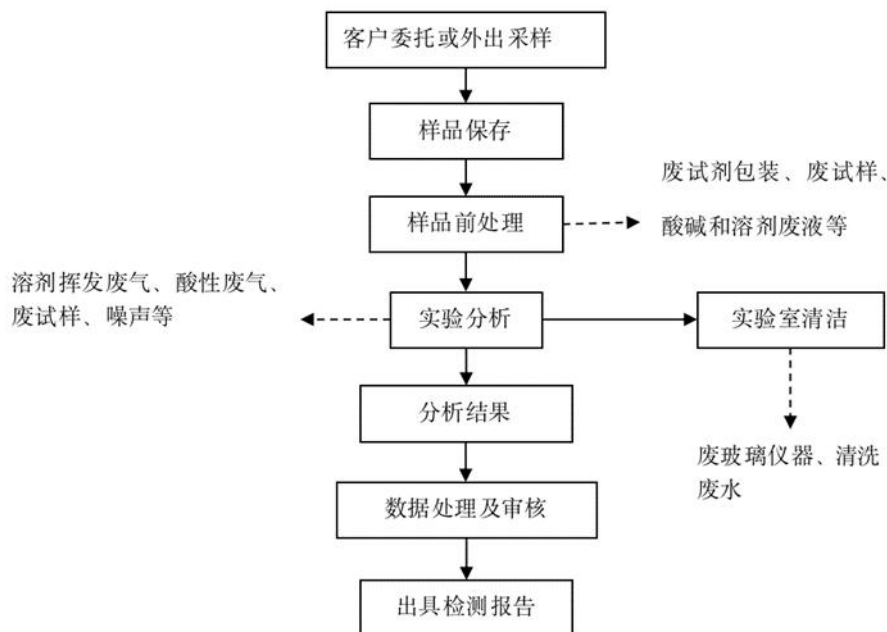 客户委托或外出采样
样品保存
废试剂包装、废试样、
样品前处理
酸碱和溶剂废液等
溶剂挥发废气、酸性废气、
废试样、噪声等
实验分析
实验室清洁
分析结果
废玻璃仪器、清洗
废水
数据处理及审核
出具检测报告